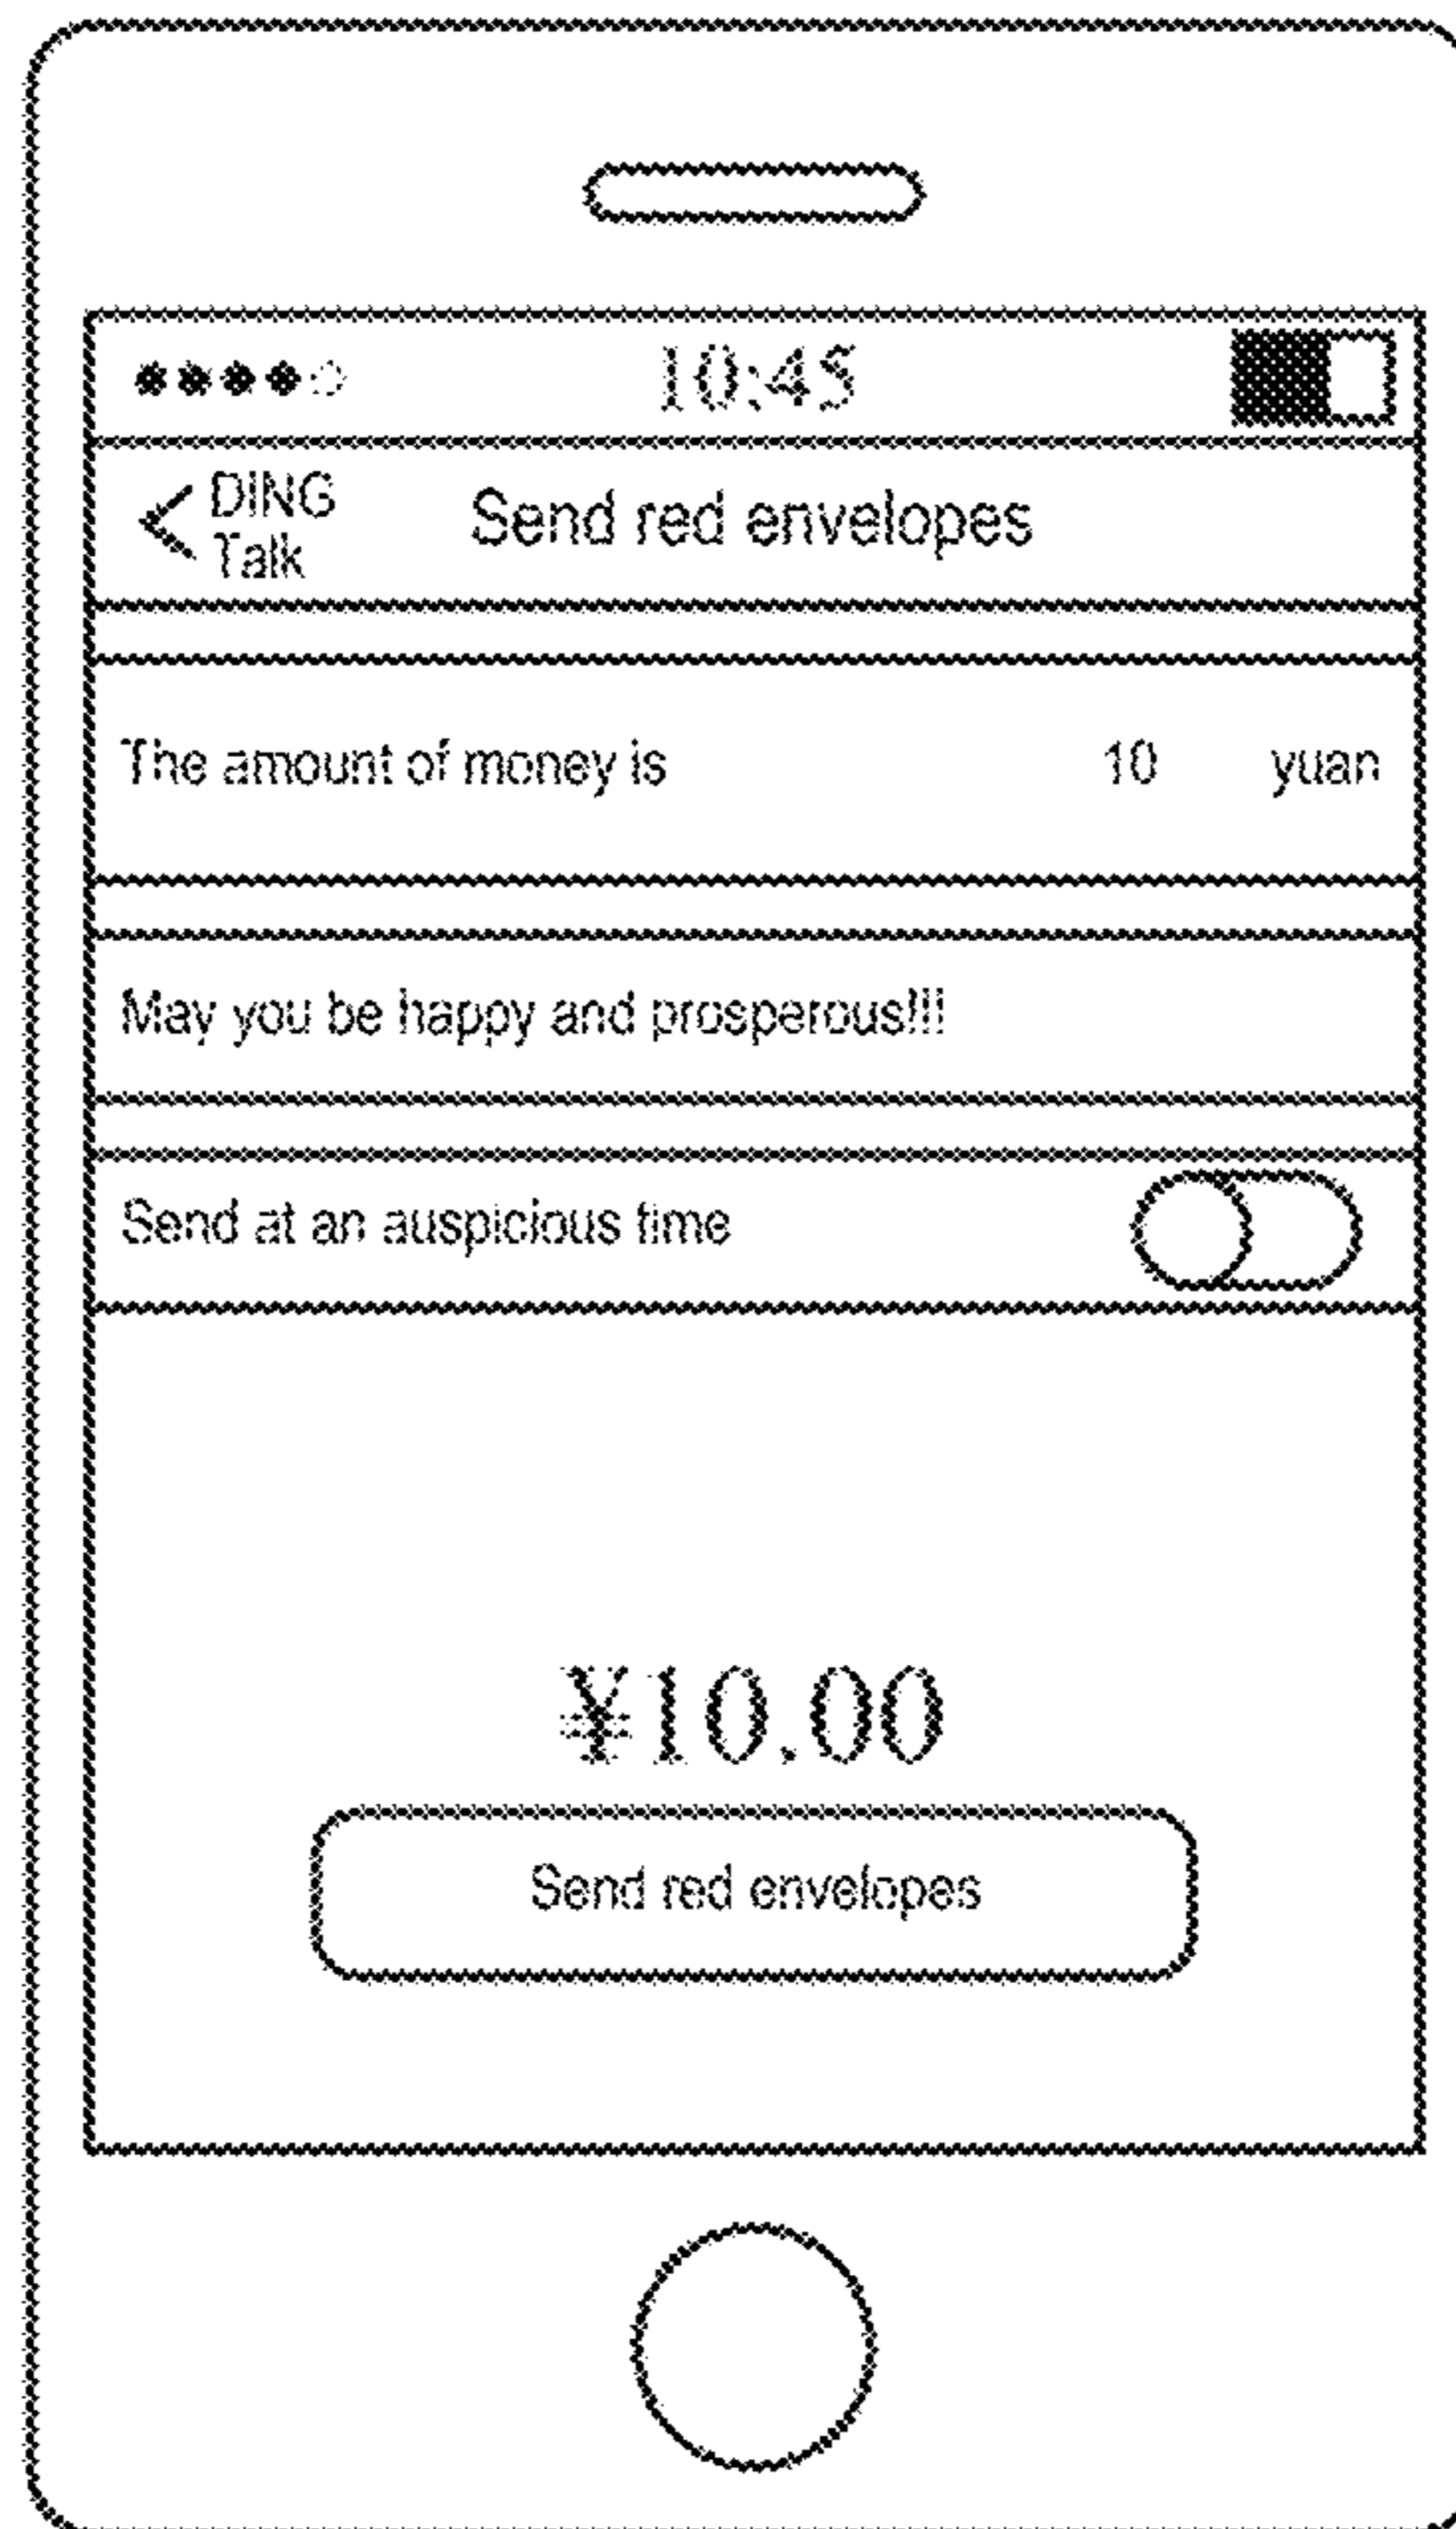 10:45
DING
Talk
Send red envelopes
The amount of money is 10 yuan
May you be happy and prosperous!!!
Send at an auspicious time
¥10.00
Send red envelopes